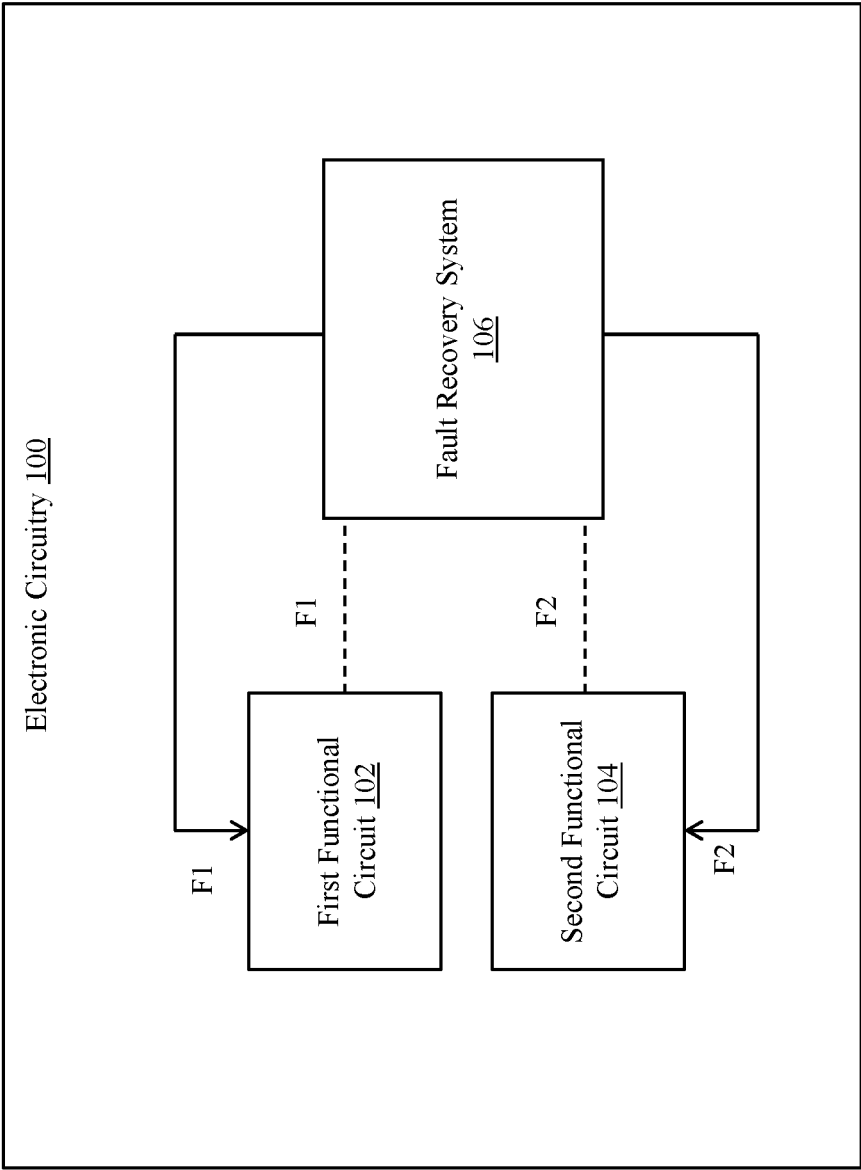 Electronic Circuitry 100
F1
First Functional
Circuit 102
F1
Fault Recovery System
106
Second Functional
Circuit 104
F2
F2